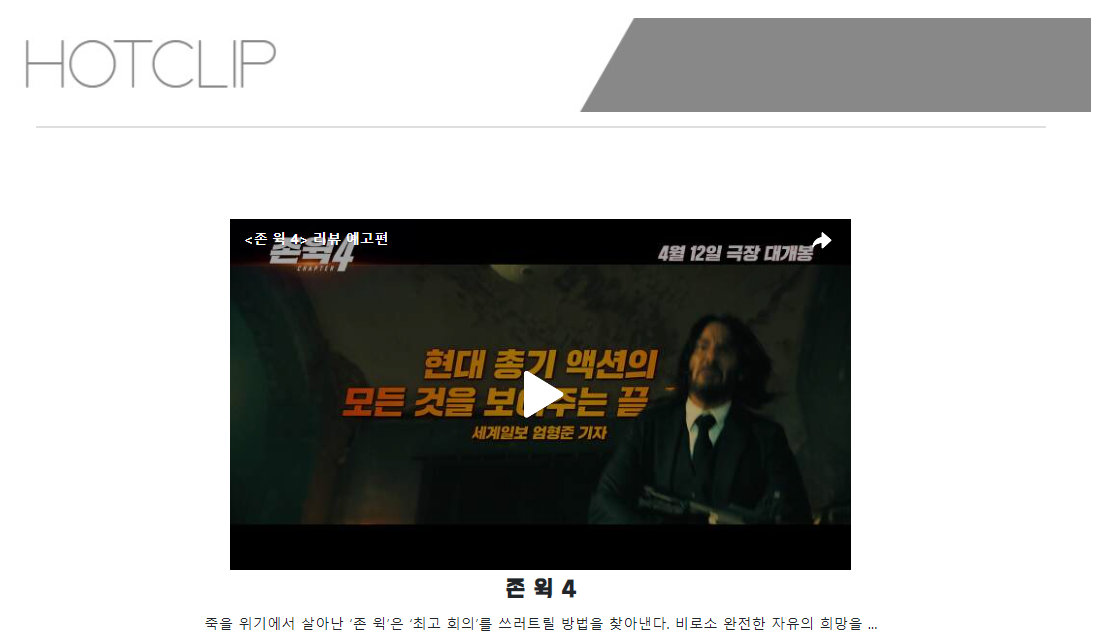 HOTCLIP
<존 윅 4> 리뷰 예고편
존윅4
CHAPTER
4월 12일 극장 대개봉
현대 총기 액션의
모든 것을 보여주는 끝
세계일보 엄형준 기자
존 윅 4
죽을 위기에서 살아난 '존 윅'은 '최고 회의'를 쓰러트릴 방법을 찾아낸다. 비로소 완전한 자유의 희망을 ...